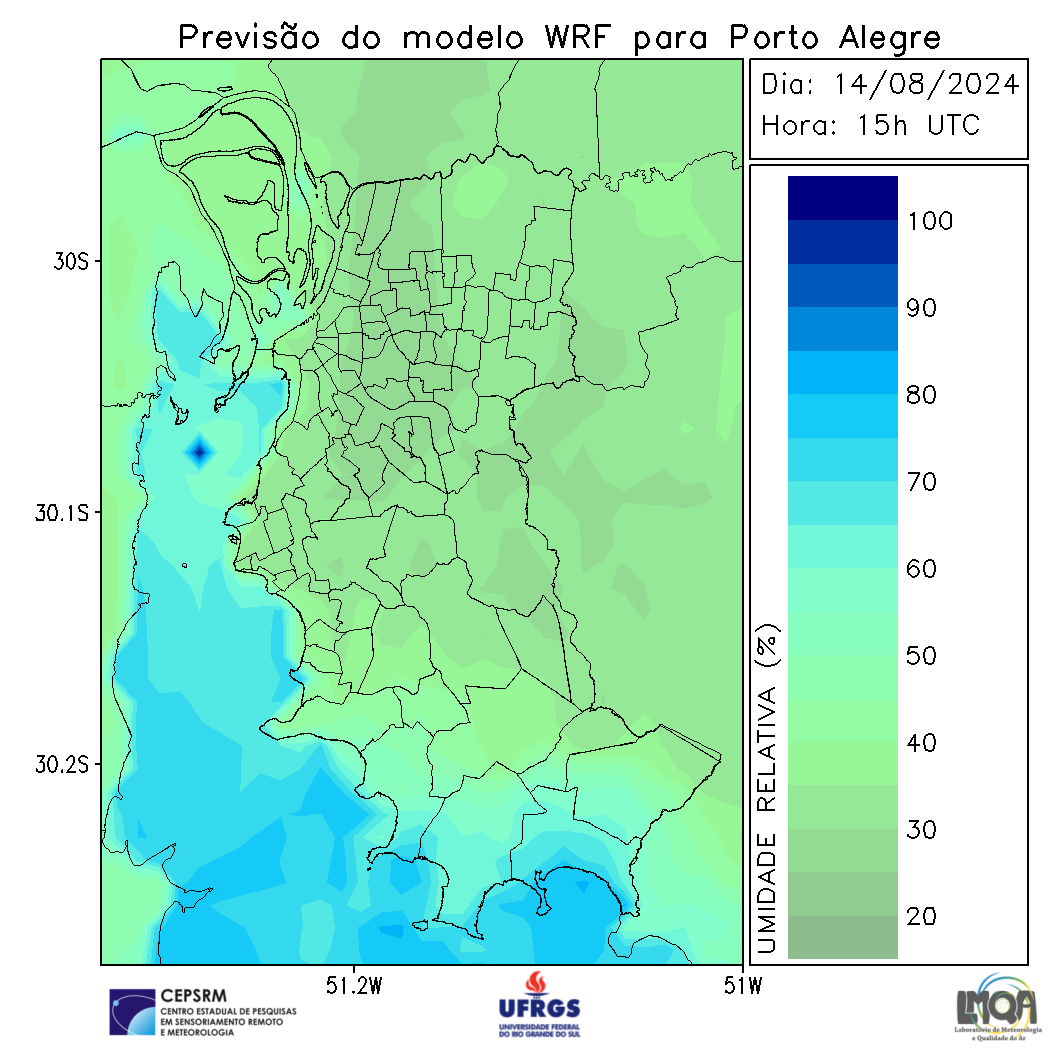 Previsão do modelo WRF para Porto Alegre
Dia: 14/08/2024
Hora: 15h UTC
100
90
80
70
60
50
40
30
20
UMIDADE RELATIVA (%)
30S
30.1S
30.2S
51.2W
51W
CEPSRM
CENTRO ESTADUAL DE PESQUISAS
EM SENSORIAMENTO REMOTO
E METEOROLOGIA
UFRGS
UNIVERSIDADE FEDERAL
DO RIO GRANDE DO SUL
LMQA
Laboratório de Meteorologia
e Qualidade do Ar